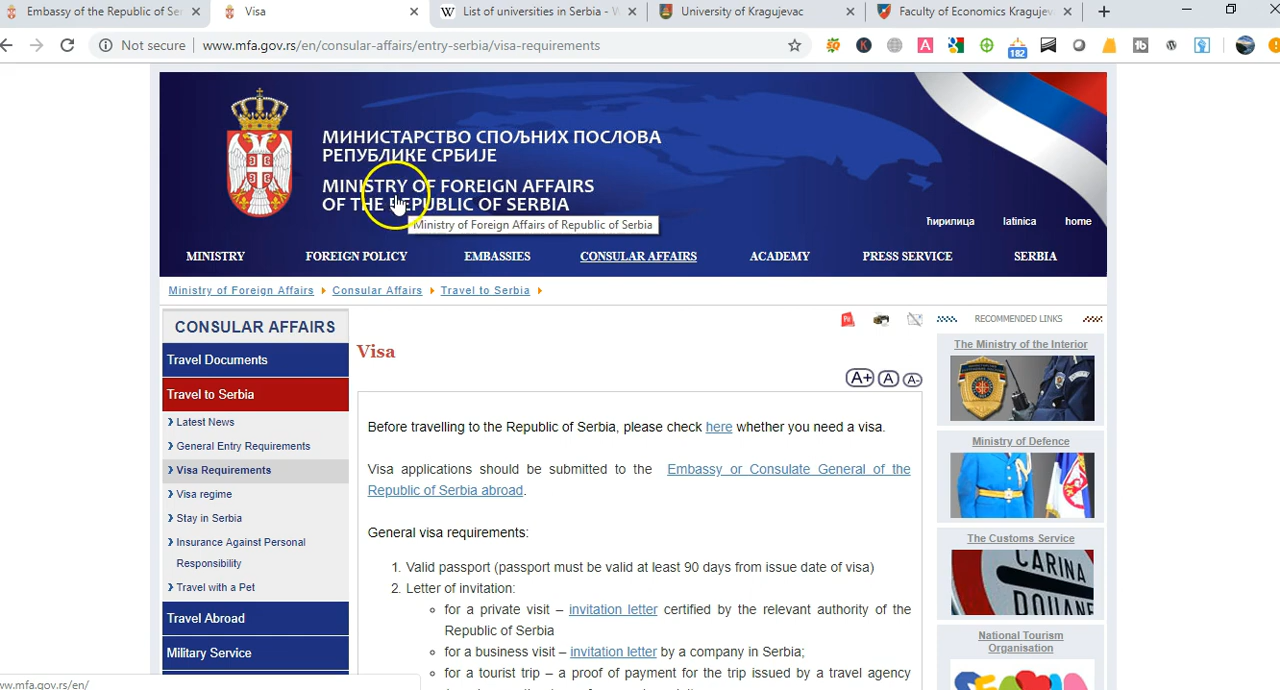 Embassy of the Republic of Se
Visa
List of universities in Serbia - W
University of Kragujevac
Faculty of Economics Kragujev
Not secure
www.mfa.gov.rs/en/consular-affairs/entry-serbia/visa-requirements
182
МИНИСТАРСТВО СПОЉНИХ ПОСЛОВА
РЕПУБЛИКЕ СРБИЈЕ
MINISTRY OF FOREIGN AFFAIRS
OF THE REPUBLIC OF SERBIA
Ministry of Foreign Affairs of Republic of Serbia
ћирилица latinica home
MINISTRY FOREIGN POLICY EMBASSIES CONSULAR AFFAIRS ACADEMY PRESS SERVICE SERBIA
Ministry of Foreign Affairs Consular Affairs Travel to Serbia
CONSULAR AFFAIRS
Travel Documents
Travel to Serbia
Latest News
General Entry Requirements
Visa Requirements
Visa regime
Stay in Serbia
Insurance Against Personal
Responsibility
Travel with a Pet
Travel Abroad
Military Service
Visa
A+ A A-
Before travelling to the Republic of Serbia, please check here whether you need a visa.
Visa applications should be submitted to the Embassy or Consulate General of the
Republic of Serbia abroad.
General visa requirements:
1. Valid passport (passport must be valid at least 90 days from issue date of visa)
2. Letter of invitation:
for a private visit – invitation letter certified by the relevant authority of the
Republic of Serbia
for a business visit – invitation letter by a company in Serbia;
for a tourist trip – a proof of payment for the trip issued by a travel agency
RECOMMENDED LINKS
The Ministry of the Interior
Ministry of Defence
The Customs Service
CARINA
DOUANE
National Tourism
Organisation
ww.mfa.gov.rs/en/